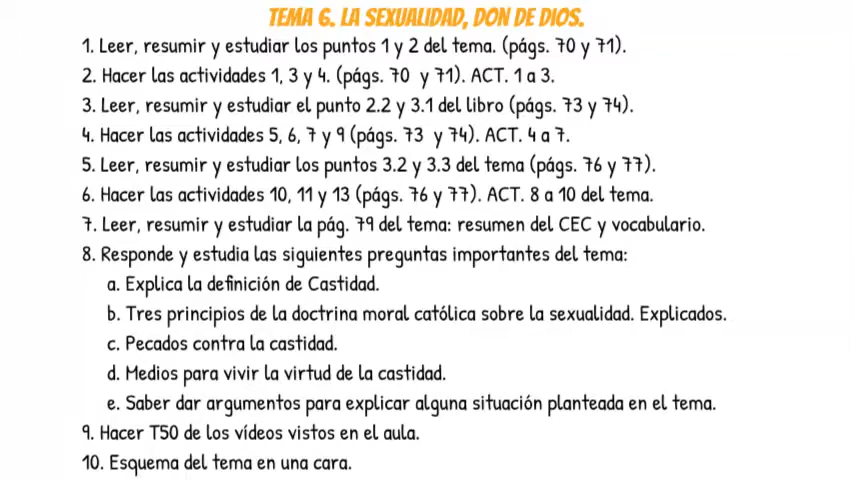 TEMA 6. LA SEXUALIDAD, DON DE DIOS.
1. Leer, resumir y estudiar los puntos 1 y 2 del tema. (págs. 70 y 71).
2. Hacer las actividades 1, 3 y 4. (págs. 70 y 71). ACT. 1 a 3.
3. Leer, resumir y estudiar el punto 2.2 y 3.1 del libro (págs. 73 y 74).
4. Hacer las actividades 5, 6, 7 y 9 (págs. 73 y 74). ACT. 4 a 7.
5. Leer, resumir y estudiar los puntos 3.2 y 3.3 del tema (págs. 76 y 77).
6. Hacer las actividades 10, 11 y 13 (págs. 76 y 77). ACT. 8 a 10 del tema.
7. Leer, resumir y estudiar la pág. 79 del tema: resumen del CEC y vocabulario.
8. Responde y estudia las siguientes preguntas importantes del tema:
a. Explica la definición de Castidad.
b. Tres principios de la doctrina moral católica sobre la sexualidad. Explicados.
c. Pecados contra la castidad.
d. Medios para vivir la virtud de la castidad.
e. Saber dar argumentos para explicar alguna situación planteada en el tema.
9. Hacer T50 de los vídeos vistos en el aula.
10. Esquema del tema en una cara.